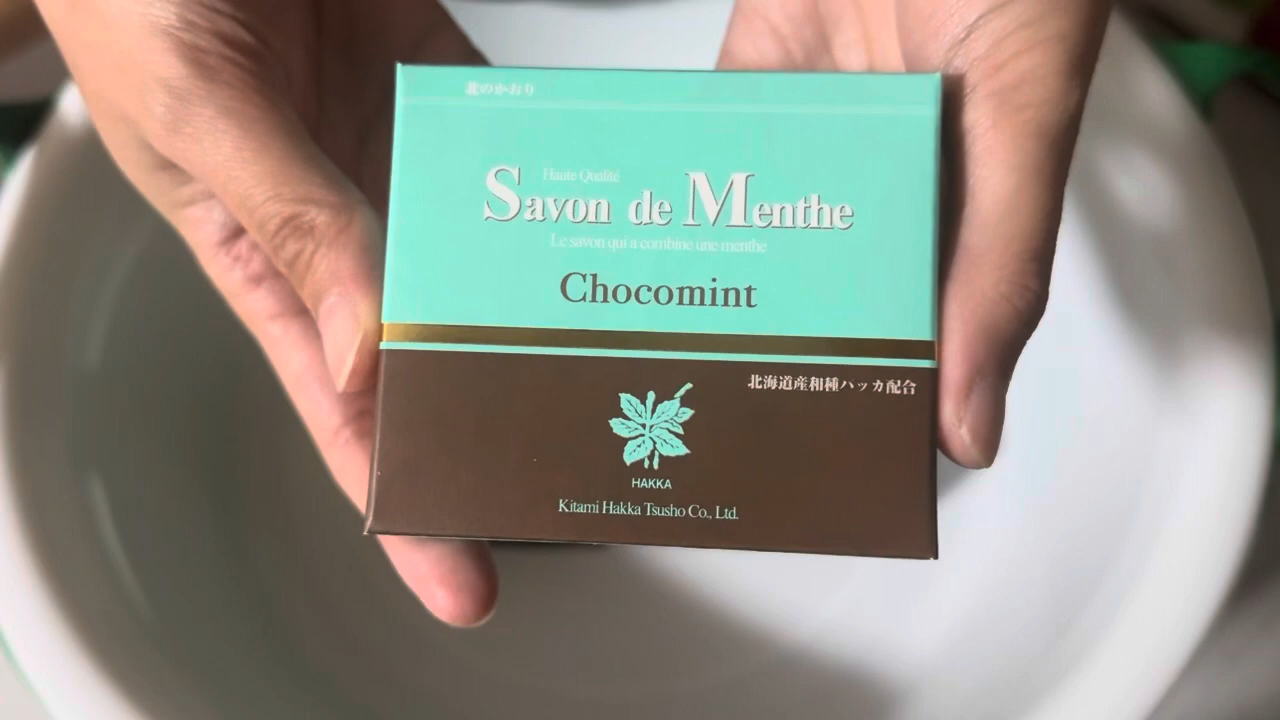 北のかおり
Haute Qualité
Savon de Menthe
Le savon qui a combine une menthe
Chocomint
北海道産和種ハッカ配合
HAKKA
Kitami Hakka Tsusho Co., Ltd.